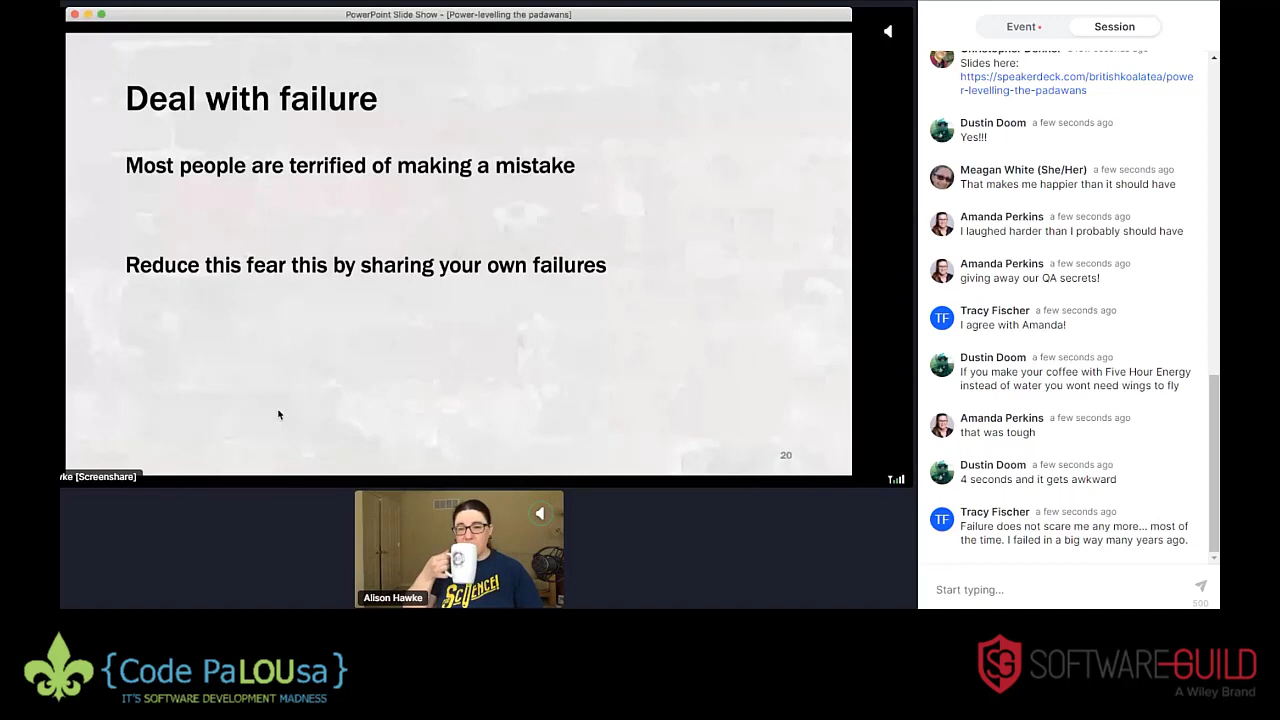 PowerPoint Slide Show - [Power-levelling the padawans]
Deal with failure
Most people are terrified of making a mistake
Reduce this fear this by sharing your own failures
20
[Screenshare]
SCIENCE!
Alison Hawke
Event • Session
a few seconds ago
Slides here:
https://speakerdeck.com/britishkoalatea/powe
r-levelling-the-padawans
Dustin Doom a few seconds ago
Yes!!!
Meagan White (She/Her) a few seconds ago
That makes me happier than it should have
Amanda Perkins a few seconds ago
I laughed harder than I probably should have
Amanda Perkins a few seconds ago
giving away our QA secrets!
TF
Tracy Fischer a few seconds ago
I agree with Amanda!
Dustin Doom a few seconds ago
If you make your coffee with Five Hour Energy
instead of water you wont need wings to fly
Amanda Perkins a few seconds ago
that was tough
Dustin Doom a few seconds ago
4 seconds and it gets awkward
TF
Tracy Fischer a few seconds ago
Failure does not scare me any more... most of
the time. I failed in a big way many years ago.
Start typing...
500
{Code PaLOUsa}
IT'S SOFTWARE DEVELOPMENT MADNESS
SG
SOFTWARE GUILD
A Wiley Brand